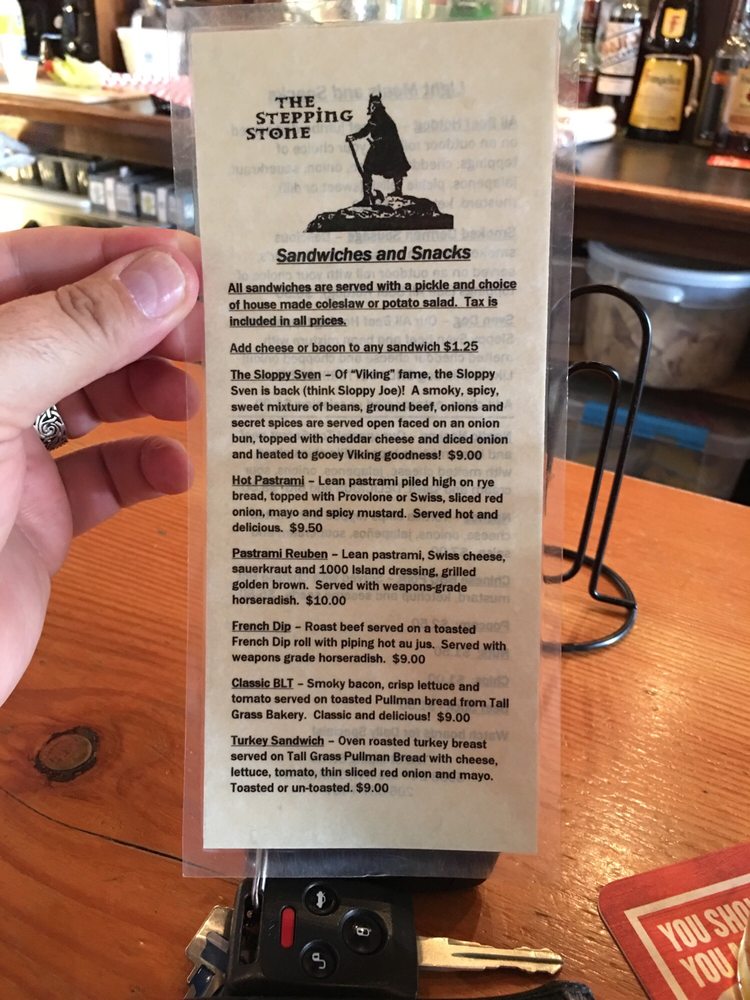 THE
STEPPING
STONE
Sandwiches and Snacks
All sandwiches are served with a pickle and choice
of house made coleslaw or potato salad. Tax is
included in all prices.
Add cheese or bacon to any sandwich $1.25
The Sloppy Sven – Of “Viking” fame, the Sloppy
Sven is back (think Sloppy Joe)! A smoky, spicy,
sweet mixture of beans, ground beef, onions and
secret spices are served open faced on an onion
bun, topped with cheddar cheese and diced onion
and heated to gooey Viking goodness! $9.00
Hot Pastrami – Lean pastrami piled high on rye
bread, topped with Provolone or Swiss, sliced red
onion, mayo and spicy mustard. Served hot and
delicious. $9.50
Pastrami Reuben – Lean pastrami, Swiss cheese,
sauerkraut and 1000 Island dressing, grilled
golden brown. Served with weapons-grade
horseradish. $10.00
French Dip – Roast beef served on a toasted
French Dip roll with piping hot au jus. Served with
weapons grade horseradish. $9.00
Classic BLT – Smoky bacon, crisp lettuce and
tomato served on toasted Pullman bread from Tall
Grass Bakery. Classic and delicious! $9.00
Turkey Sandwich – Oven roasted turkey breast
served on Tall Grass Pullman Bread with cheese,
lettuce, tomato, thin sliced red onion and mayo.
Toasted or un-toasted. $9.00
YOU
YOU